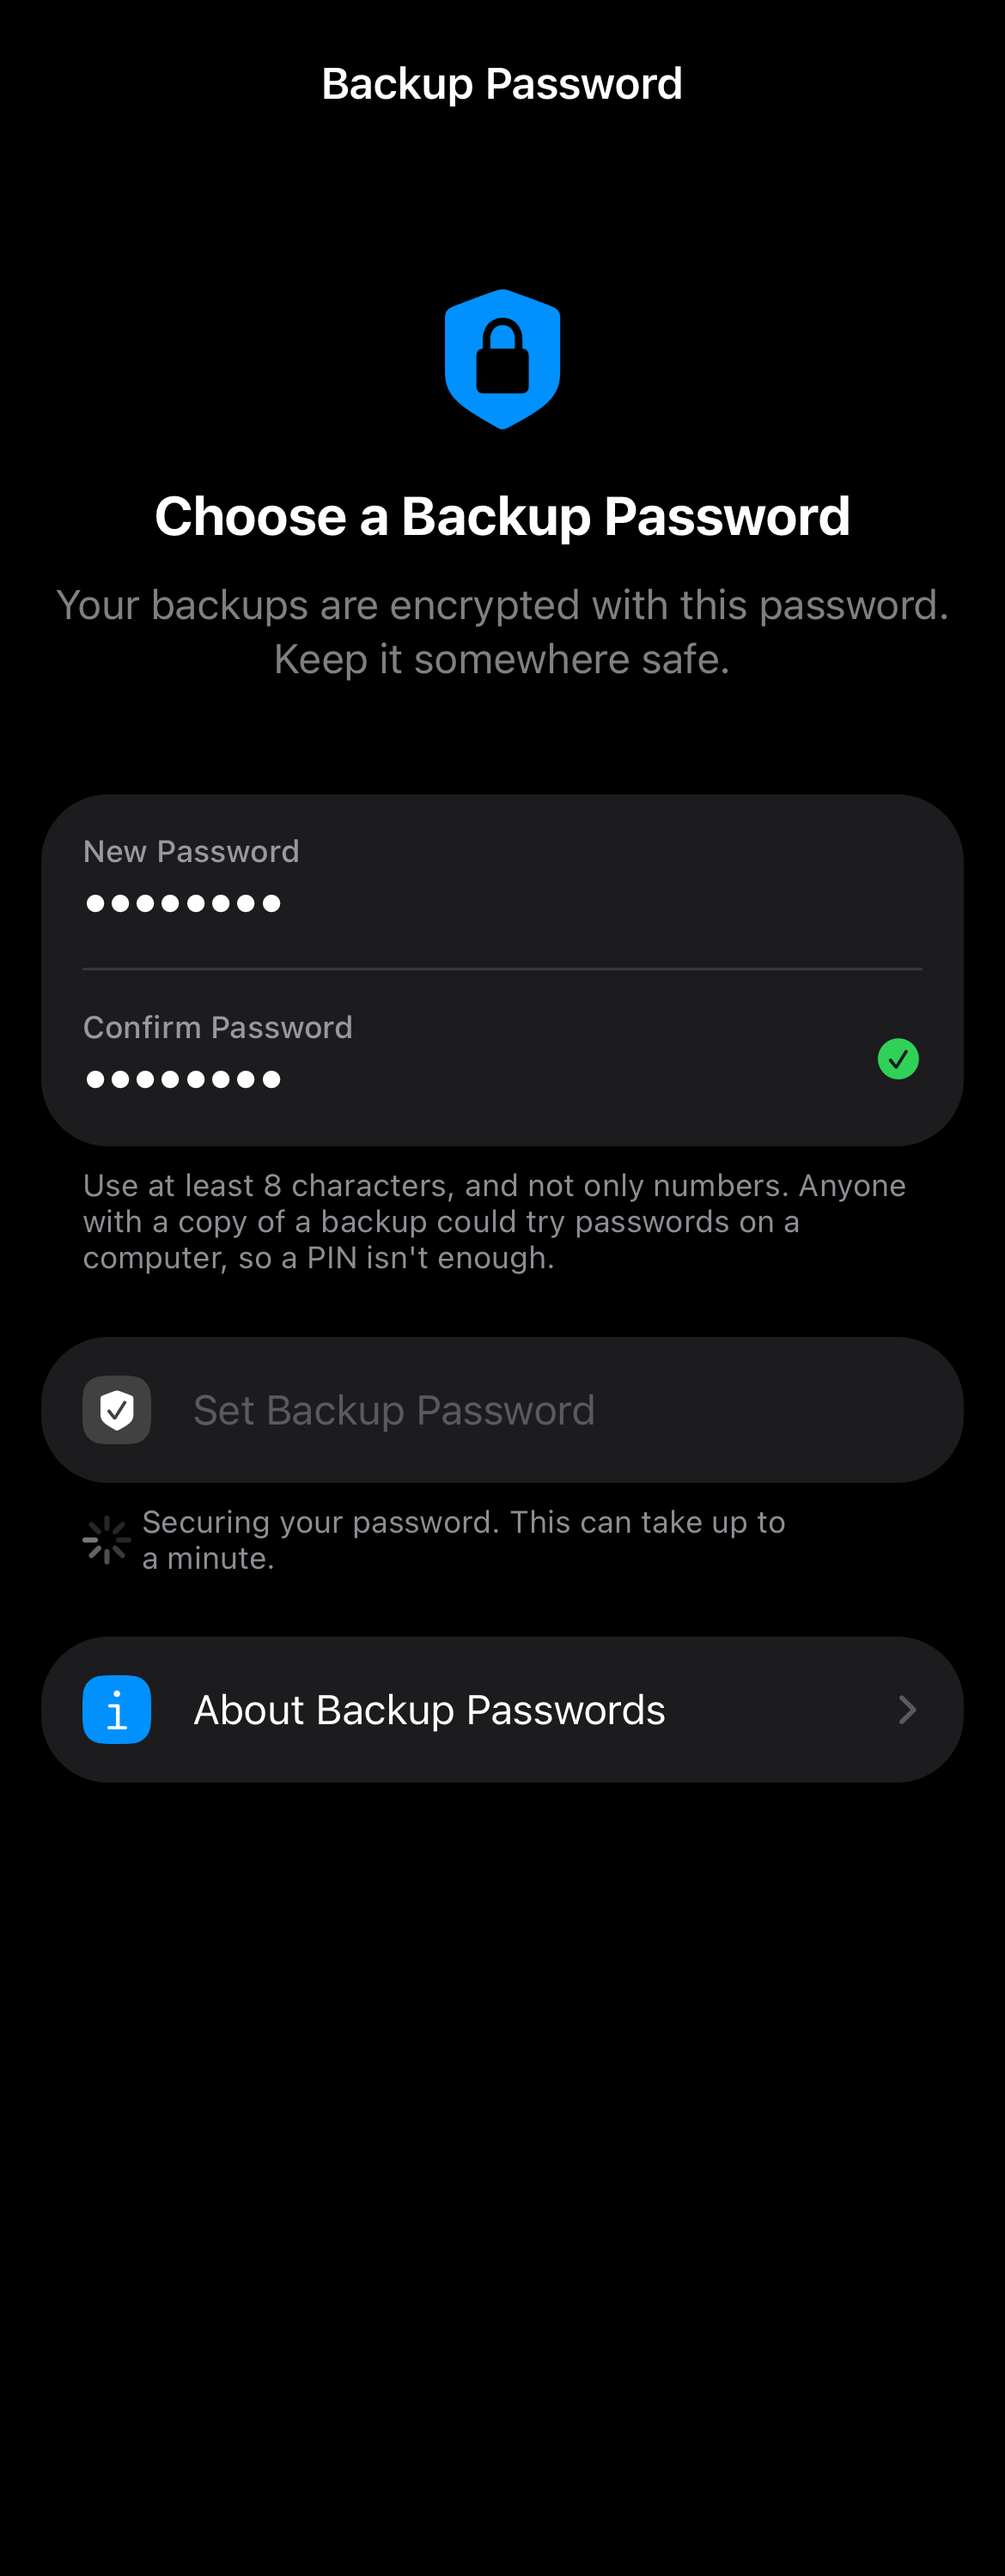 Backup Password
Choose a Backup Password
Your backups are encrypted with this password.
Keep it somewhere safe.
New Password
••••••••
Confirm Password
••••••••
Use at least 8 characters, and not only numbers. Anyone
with a copy of a backup could try passwords on a
computer, so a PIN isn't enough.
Set Backup Password
Securing your password. This can take up to
a minute.
About Backup Passwords